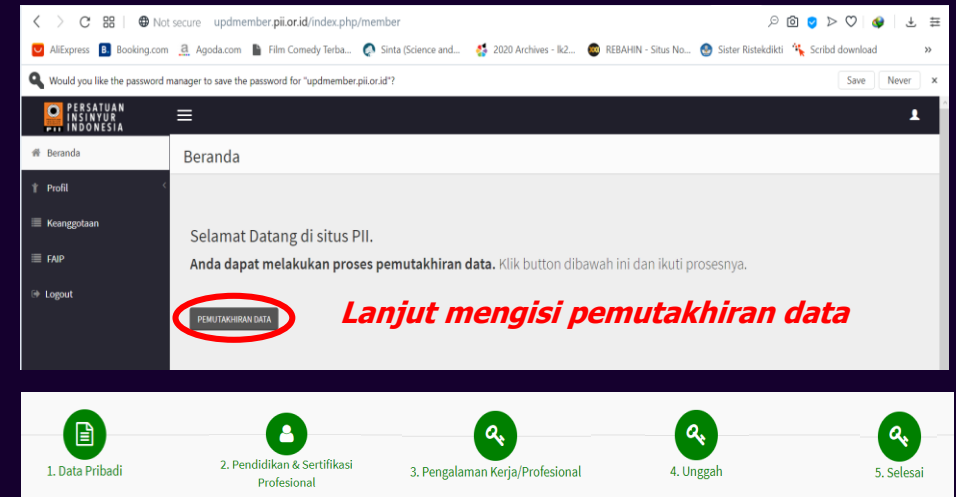 Not secure updmember.pii.or.id/index.php/member
AliExpress Booking.com Agoda.com Film Comedy Terba... Sinta (Science and... 2020 Archives - lk2... REBAHIN - Situs No... Sister Ristekdikti Scribd download »
Would you like the password manager to save the password for "updmember.pii.or.id"? Save Never x
PERSATUAN
INSINYUR
PII INDONESIA
Beranda
Beranda
Profil
Keanggotaan
FAIP
Logout
Selamat Datang di situs PII.
Anda dapat melakukan proses pemutakhiran data. Klik button dibawah ini dan ikuti prosesnya.
PEMUTAKHIRAN DATA
Lanjut mengisi pemutakhiran data
1. Data Pribadi
2. Pendidikan & Sertifikasi
Profesional
3. Pengalaman Kerja/Profesional
4. Unggah
5. Selesai